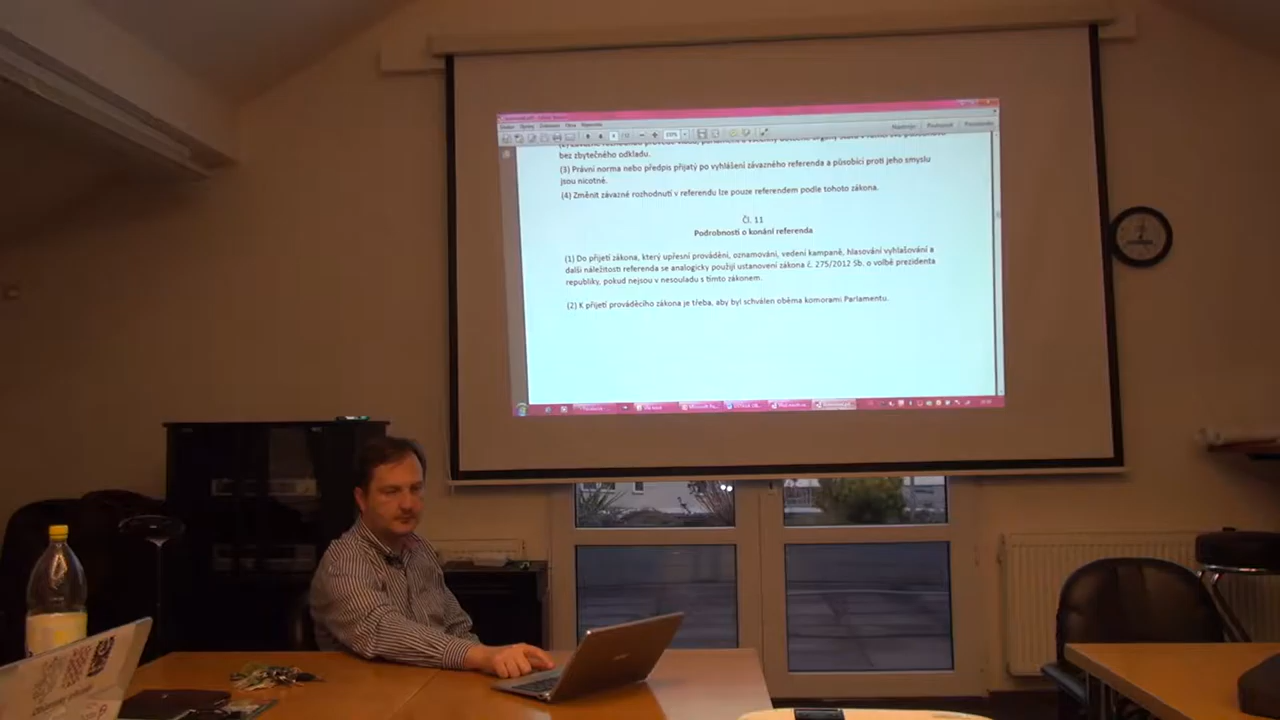 bez zbytečného odkladu.
(3) Právní norma nebo předpis přijatý po vyhlášení závazného referenda a působící proti jeho smyslu
jsou nicotné.
(4) Změnit závazné rozhodnutí v referendu lze pouze referendem podle tohoto zákona.
Čl. 11
Podrobnosti o konání referenda
(1) Do přijetí zákona, který upřesní provádění, oznamování, vedení kampaně, hlasování vyhlašování a
další náležitosti referenda se analogicky použijí ustanovení zákona č. 275/2012 Sb. o volbě prezidenta
republiky, pokud nejsou v nesouladu s tímto zákonem.
(2) K přijetí prováděcího zákona je třeba, aby byl schválen oběma komorami Parlamentu.